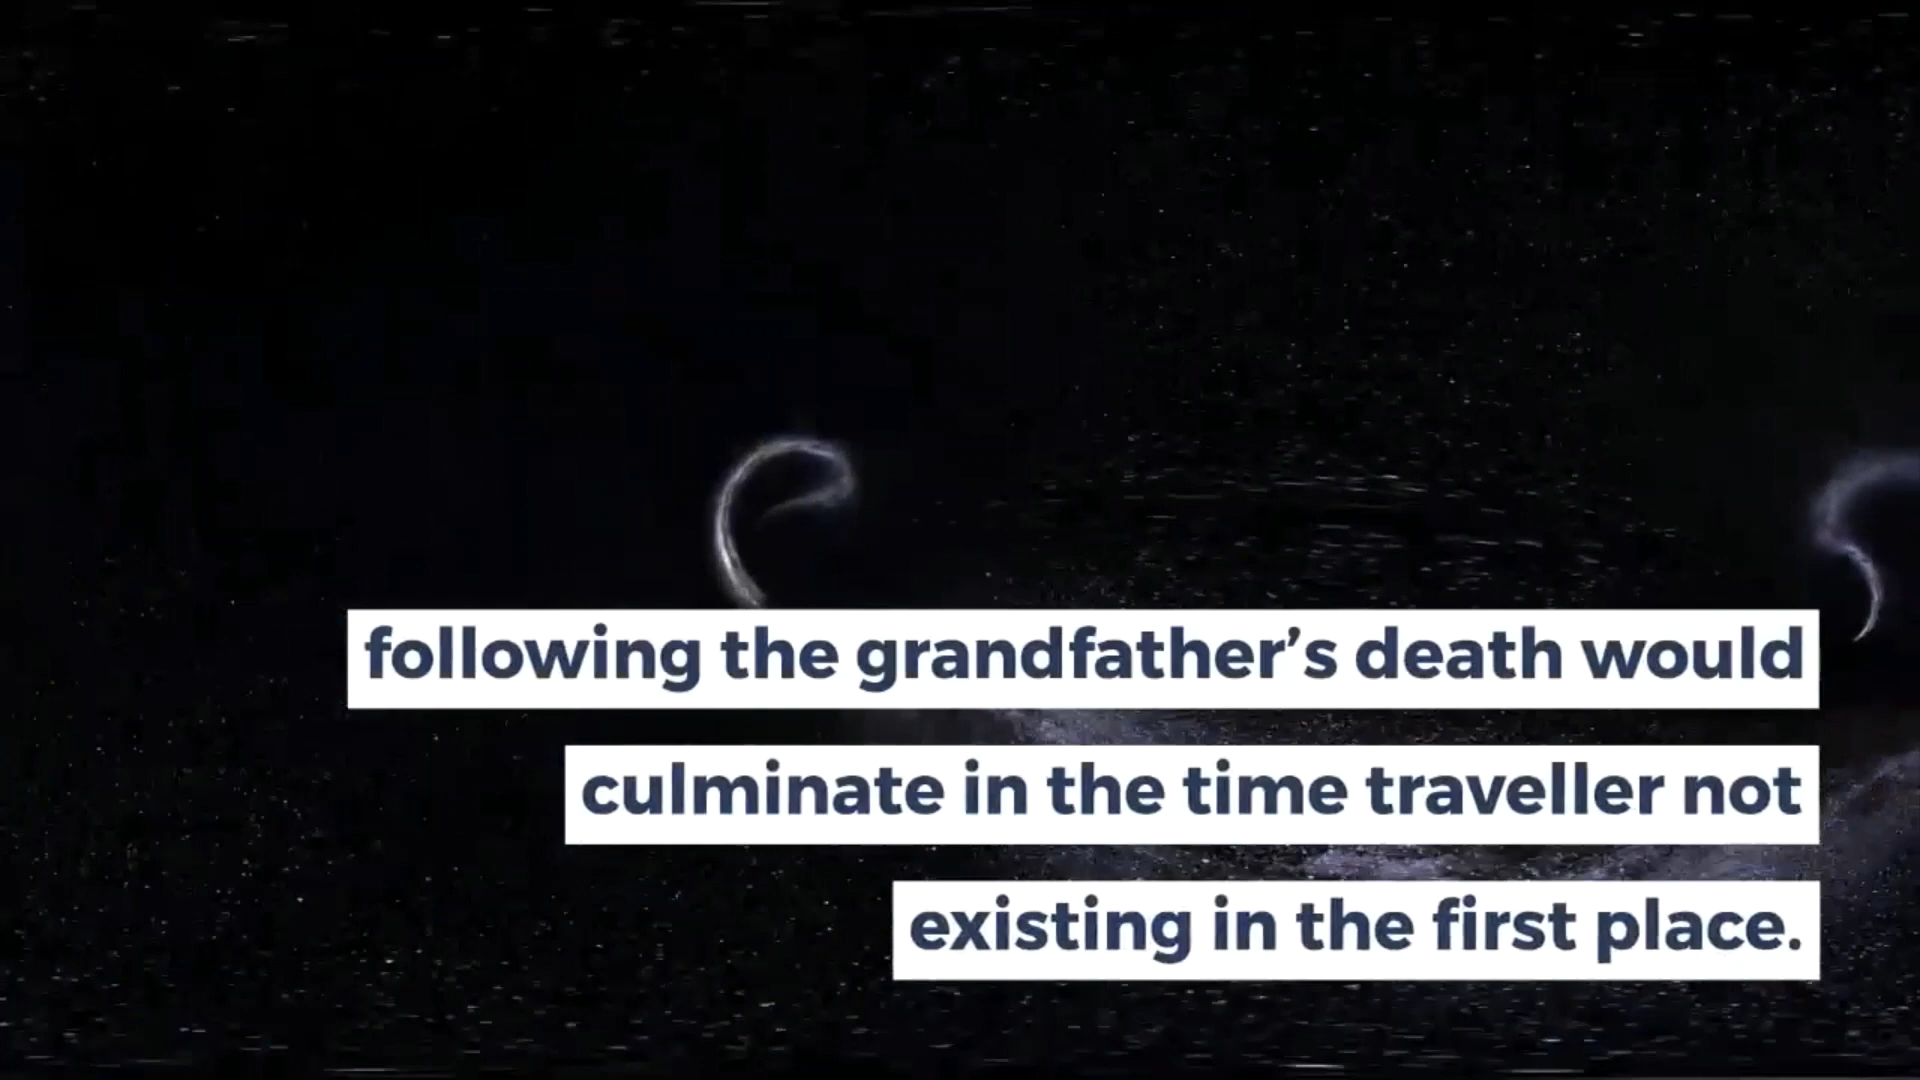 following the grandfather’s death would
culminate in the time traveller not
existing in the first place.